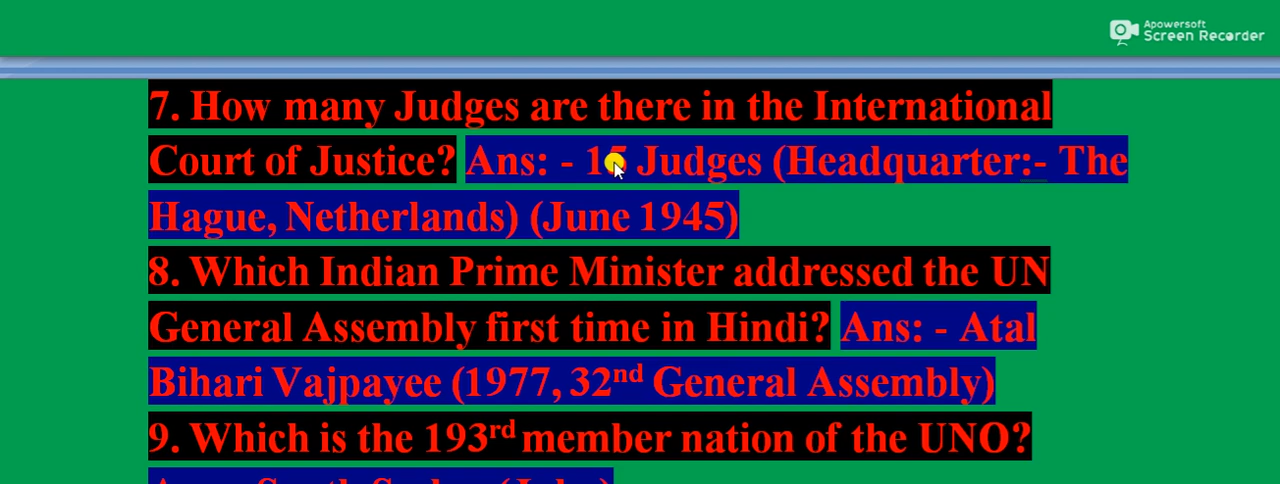 Apowersoft
Screen Recorder
7. How many Judges are there in the International
Court of Justice? Ans: - 15 Judges (Headquarter:- The
Hague, Netherlands) (June 1945)
8. Which Indian Prime Minister addressed the UN
General Assembly first time in Hindi? Ans: - Atal
Bihari Vajpayee (1977, 32nd General Assembly)
9. Which is the 193rd member nation of the UNO?